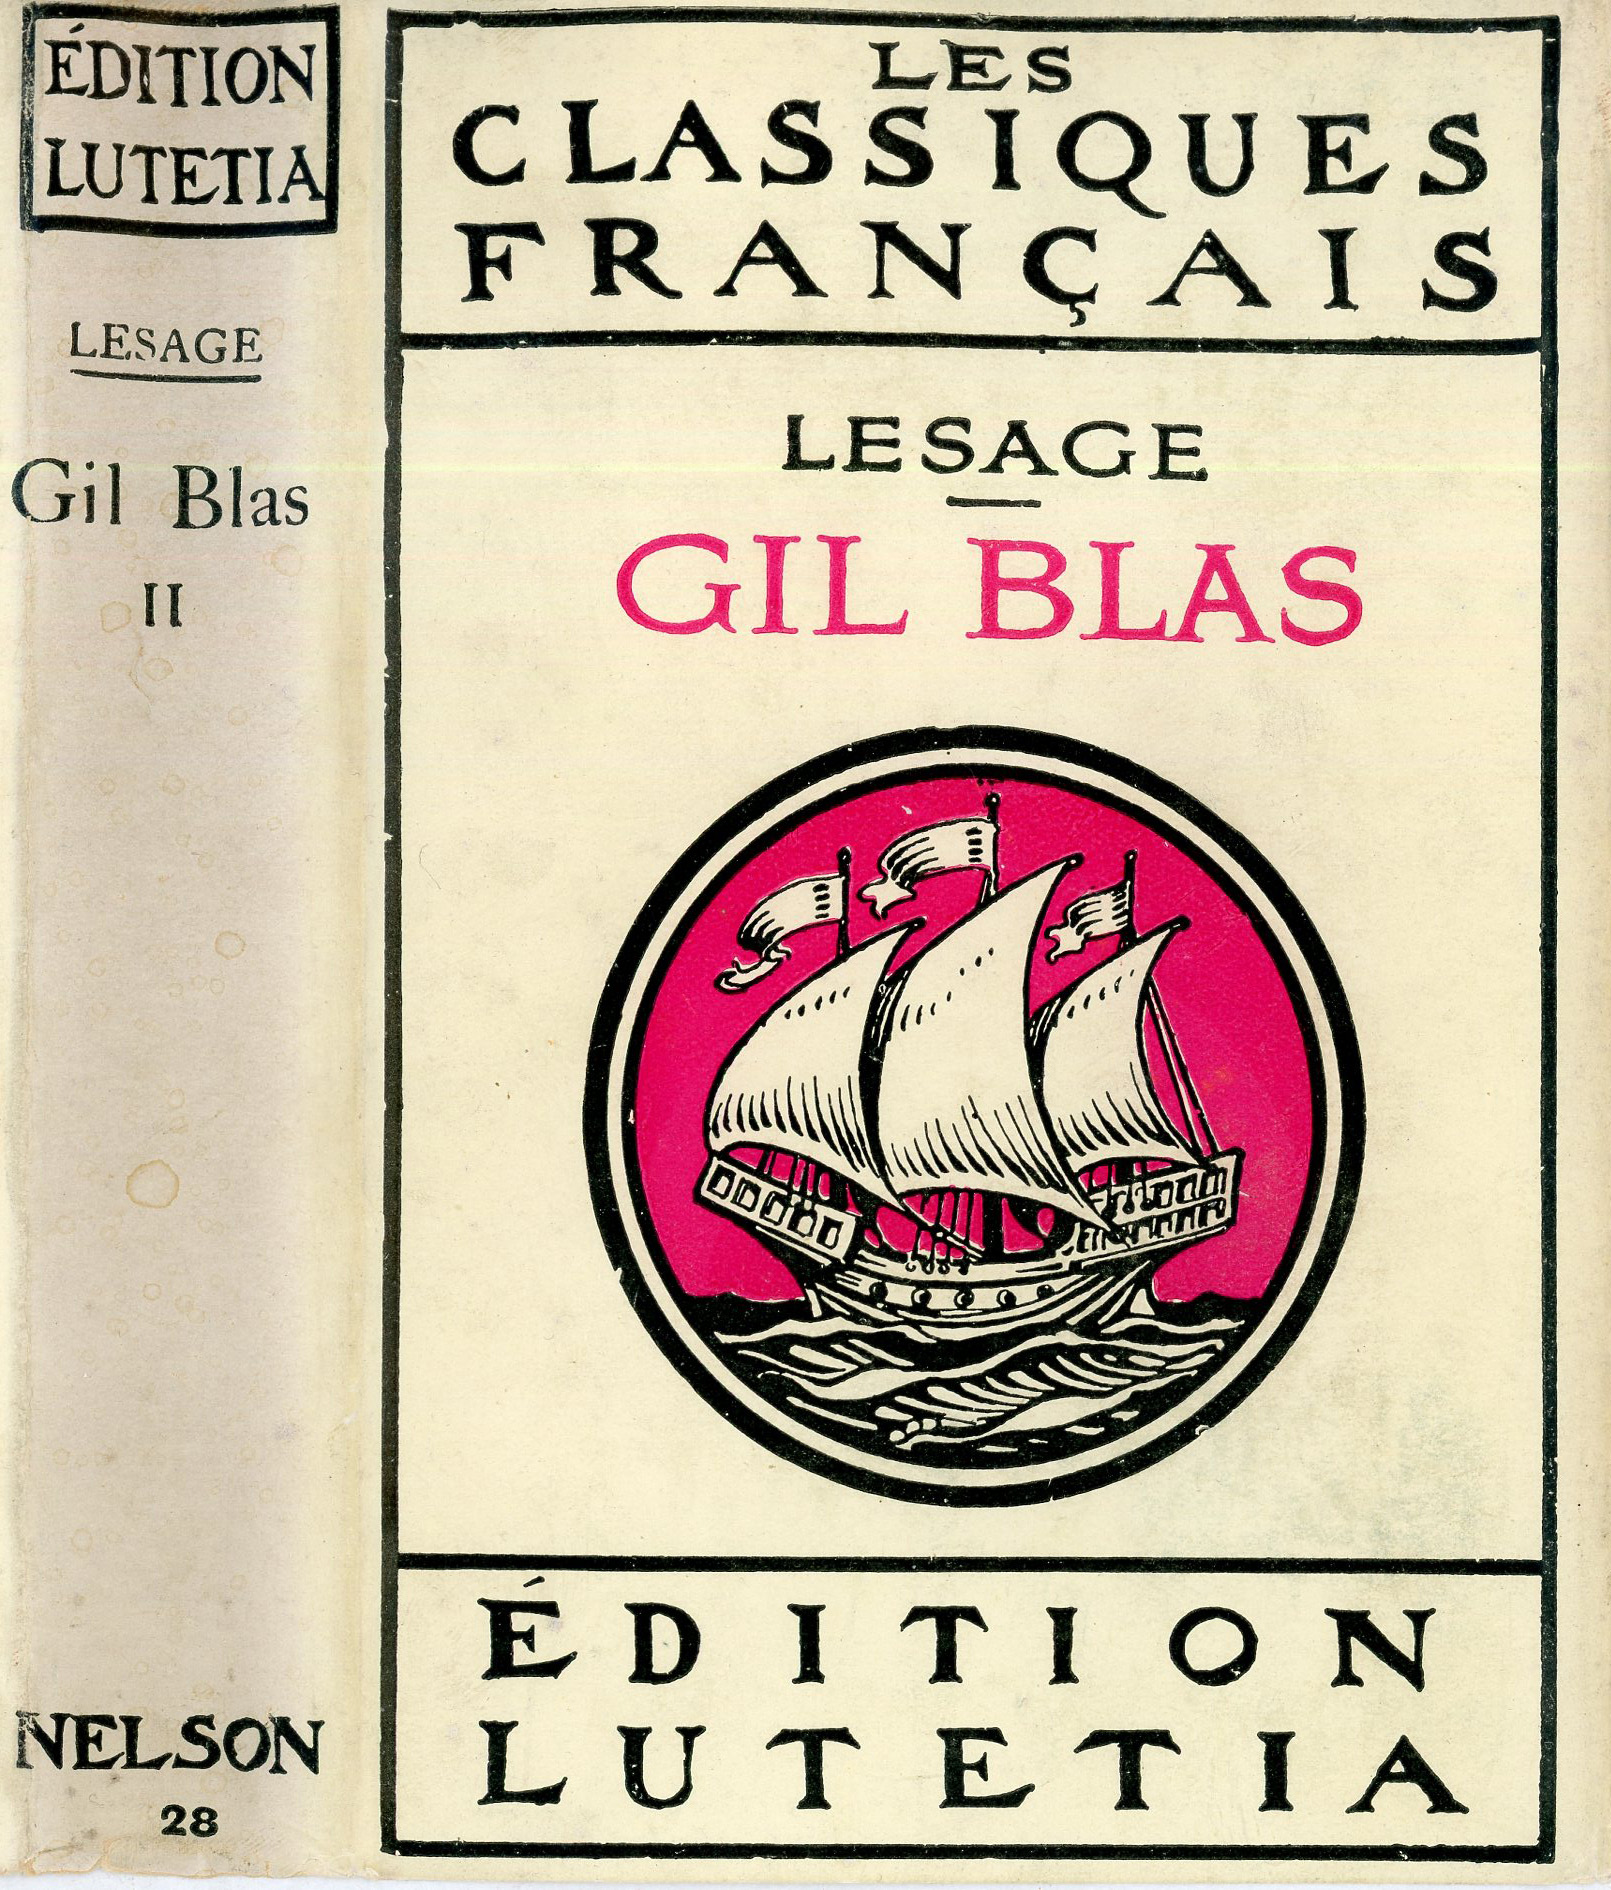 ÉDITION
LUTETIA
LESAGE
Gil Blas
II
NELSON
28
LES
CLASSIQUES
FRANÇAIS
LESAGE
GIL BLAS
ÉDITION
LUTETIA